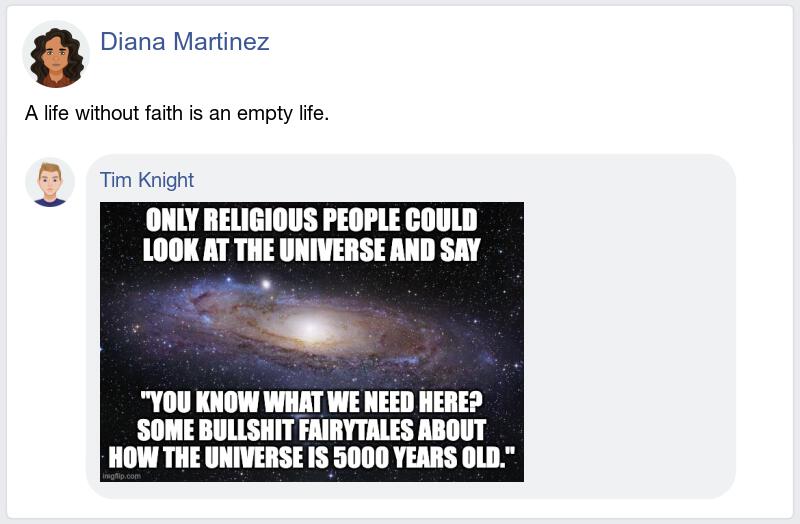 Diana Martinez
A life without faith is an empty life.
Tim Knight
ONLY RELIGIOUS PEOPLE COULD
LOOK AT THE UNIVERSE AND SAY
"YOU KNOW WHAT WE NEED HERE?
SOME BULLSHIT FAIRYTALES ABOUT
HOW THE UNIVERSE IS 5000 YEARS OLD."
imgflip.com